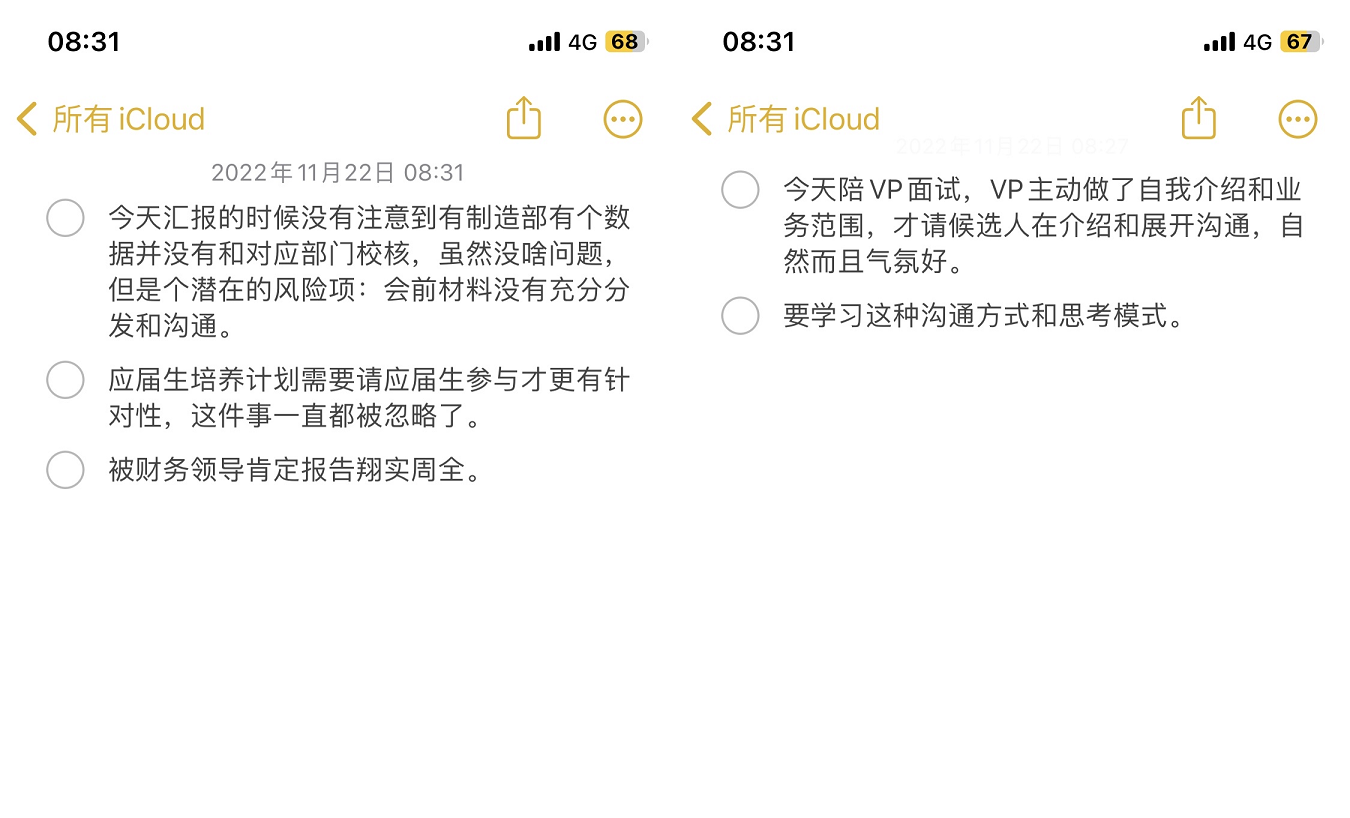 08:31
4G 68
所有 iCloud
2022年11月22日 08:31
今天汇报的时候没有注意到有制造部有个数
据并没有和对应部门校核，虽然没啥问题，
但是个潜在的风险项：会前材料没有充分分
发和沟通。
应届生培养计划需要请应届生参与才更有针
对性，这件事一直都被忽略了。
被财务领导肯定报告翔实周全。
08:31
4G 67
所有 iCloud
2022年11月22日 08:27
今天陪 VP 面试，VP 主动做了自我介绍和业
务范围，才请候选人在介绍和展开沟通，自
然而且气氛好。
要学习这种沟通方式和思考模式。